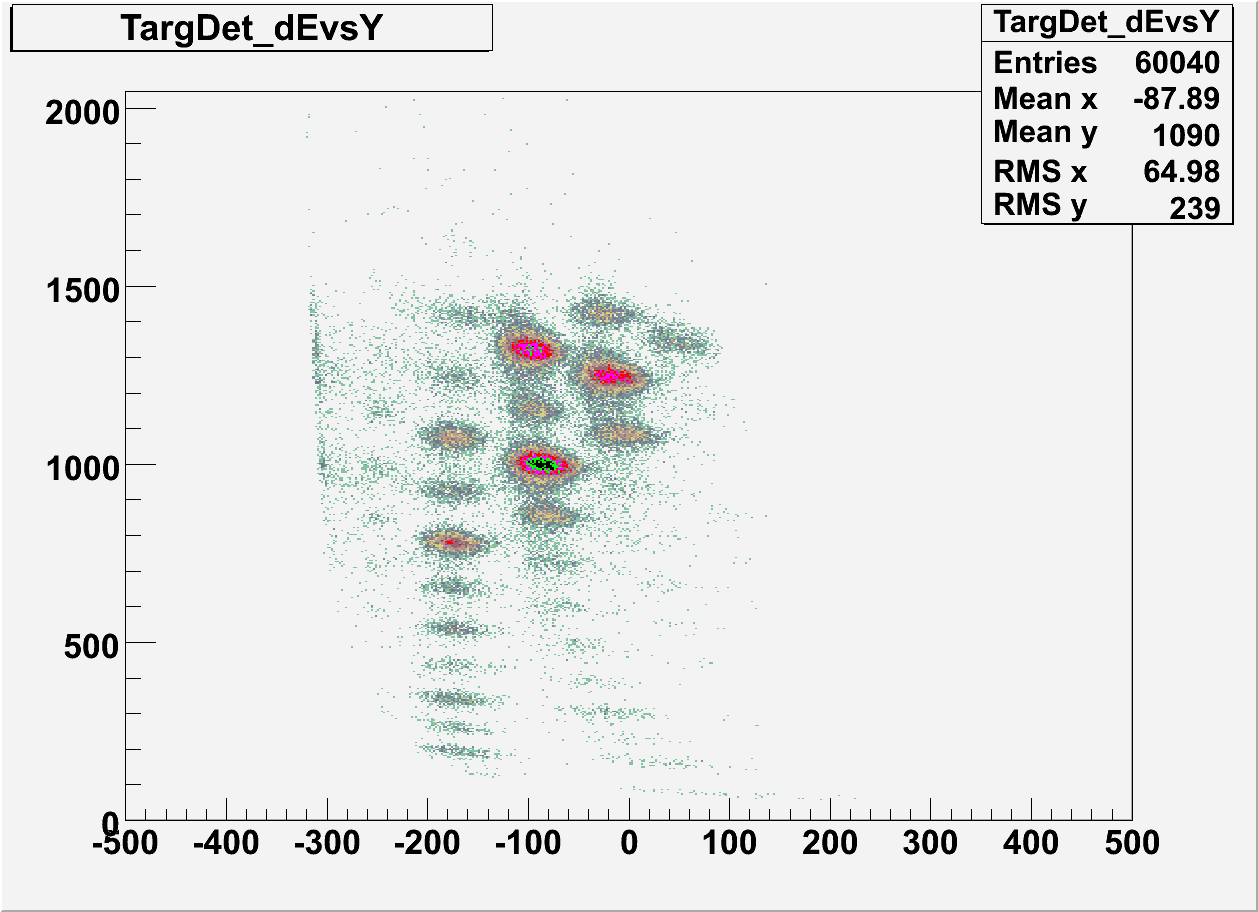 TargDet_dEvsY
TargDet_dEvsY
Entries 60040
Mean x -87.89
Mean y 1090
RMS x 64.98
RMS y 239
2000
1500
1000
500
0
0
-500 -400 -300 -200 -100 0 100 200 300 400 500